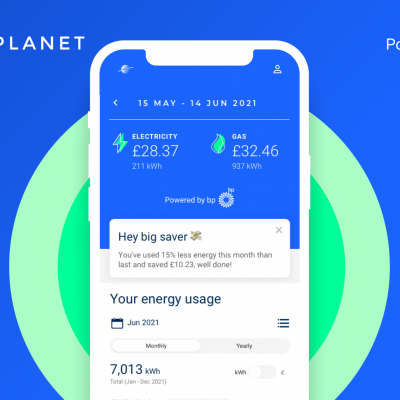 PLANET
Po
15 MAY - 14 JUN 2021
ELECTRICITY
£28.37
211 kWh
GAS
£32.46
937 kWh
Powered by bp
bp
Hey big saver 💸
You've used 15% less energy this month than
last and saved £10.23, well done!
Your energy usage
Jun 2021
Monthly
Yearly
7,013 kWh
kWh
£
Total (Jan - Dec 2021)